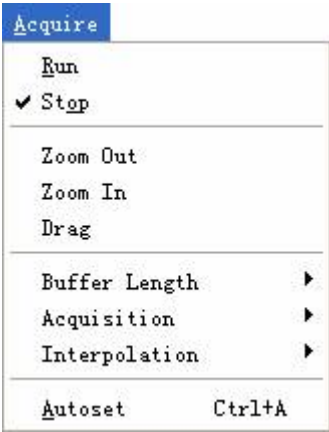 Acquire
Run
Stop
Zoom Out
Zoom In
Drag
Buffer Length
Acquisition
Interpolation
Autoset Ctrl+A